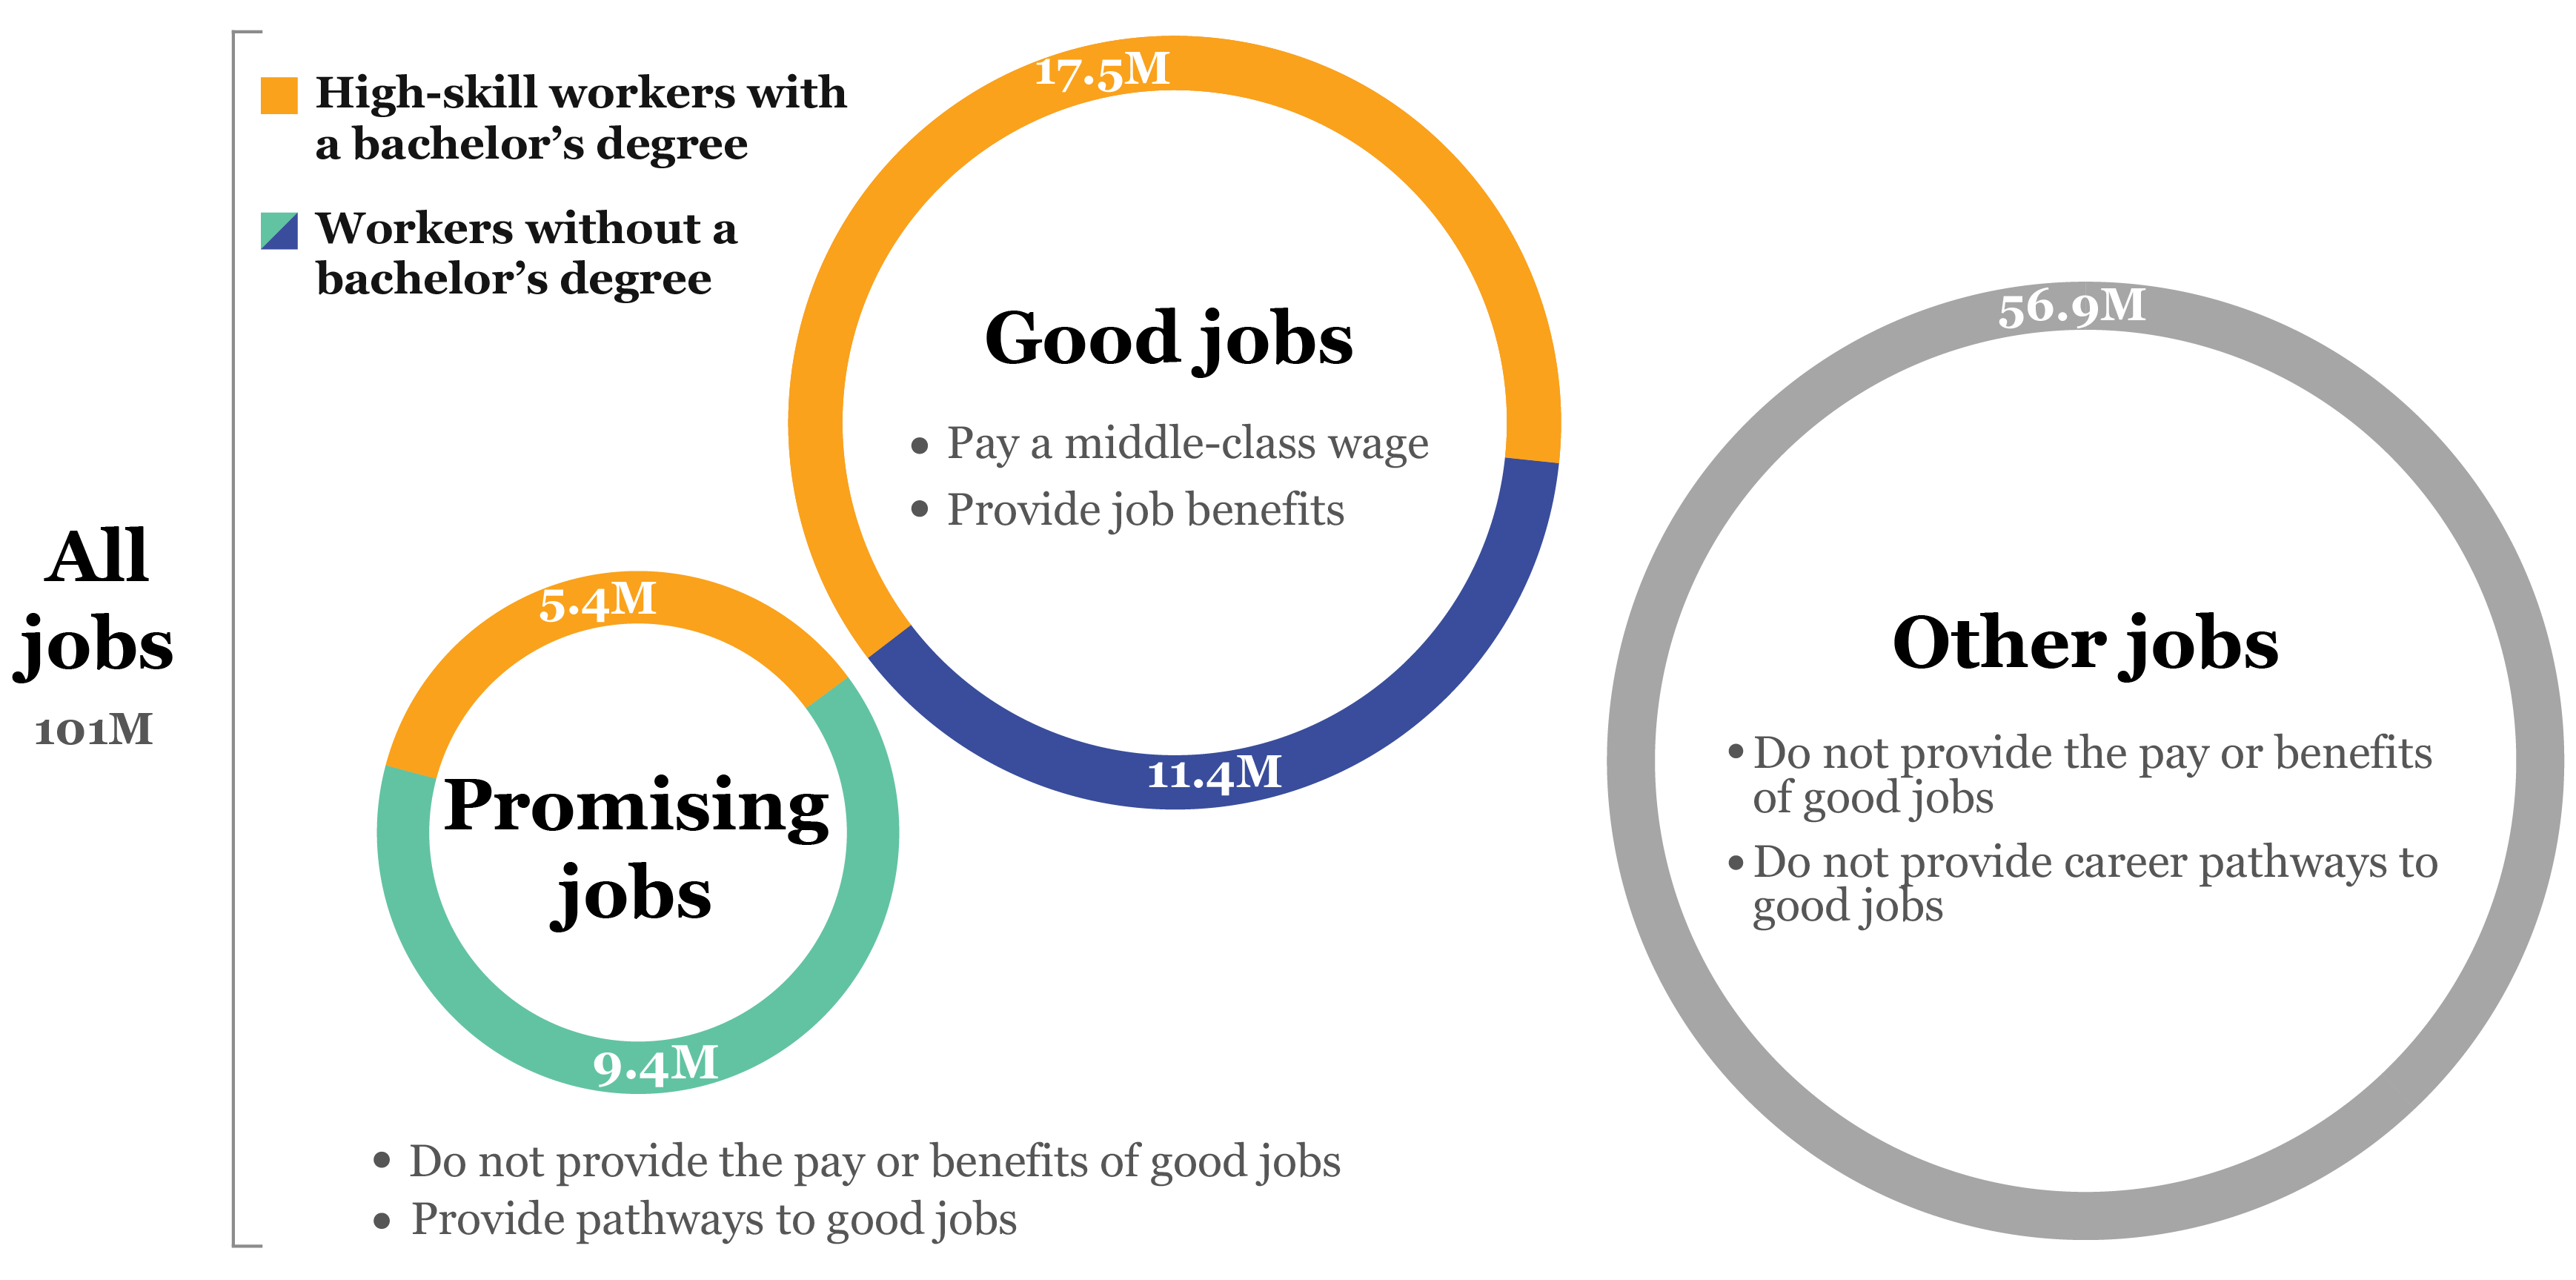 All
jobs
101M
High-skill workers with
a bachelor’s degree
Workers without a
bachelor’s degree
17.5M
Good jobs
• Pay a middle-class wage
• Provide job benefits
11.4M
5.4M
Promising
jobs
9.4M
• Do not provide the pay or benefits of good jobs
• Provide pathways to good jobs
56.9M
Other jobs
• Do not provide the pay or benefits
of good jobs
• Do not provide career pathways to
good jobs